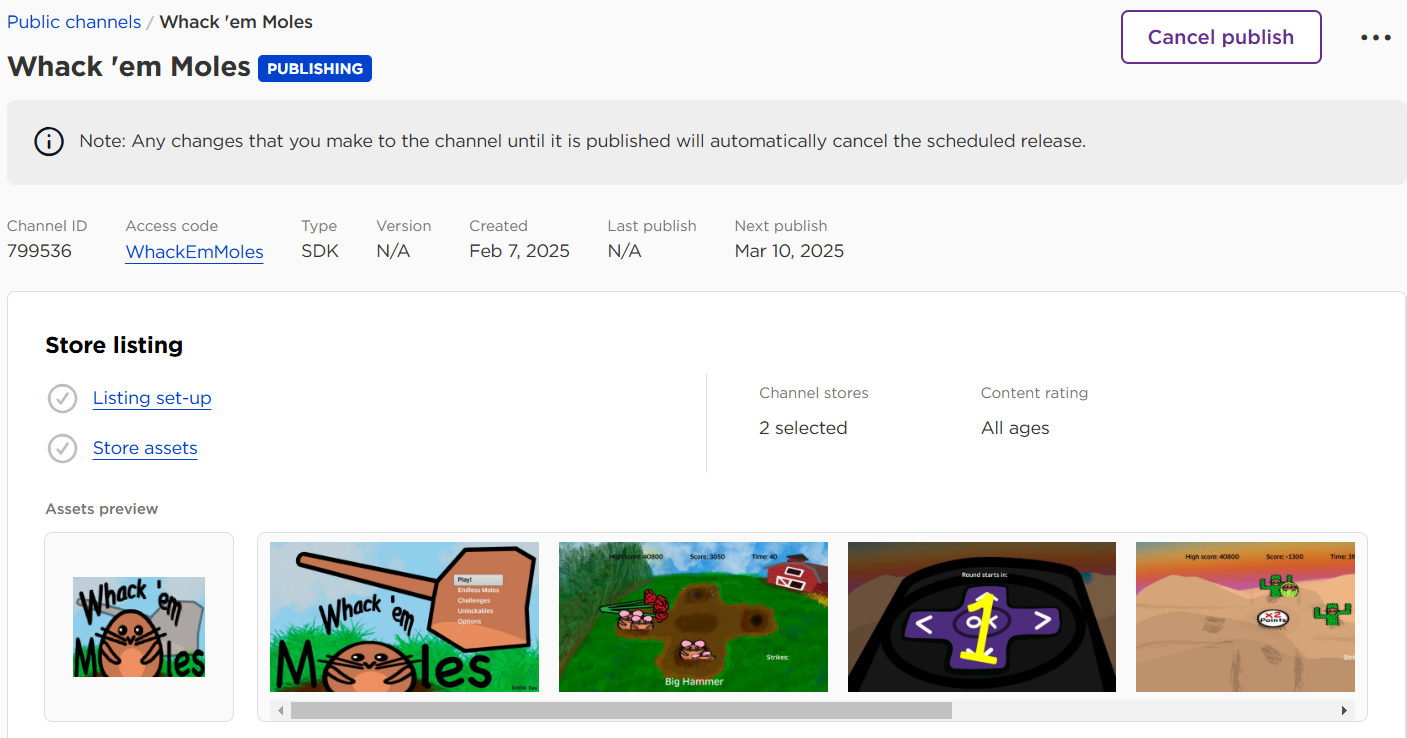 Public channels / Whack 'em Moles
Cancel publish
Whack 'em Moles PUBLISHING
Note: Any changes that you make to the channel until it is published will automatically cancel the scheduled release.
Channel ID Access code Type Version Created Last publish Next publish
799536 WhackEmMoles SDK N/A Feb 7, 2025 N/A Mar 10, 2025
Store listing
Listing set-up
Store assets
Channel stores Content rating
2 selected All ages
Assets preview
Whack 'em
Moles
Whack 'em
Moles
Play!
Endless Moles
Challenges
Unlockables
Options
High score: 40800 Score: 3050 Time: 40
Strikes:
Big Hammer
Round starts in:
< OK >
1
High score: 40800 Score: -1300 Time: 39
X2
Points
Stri